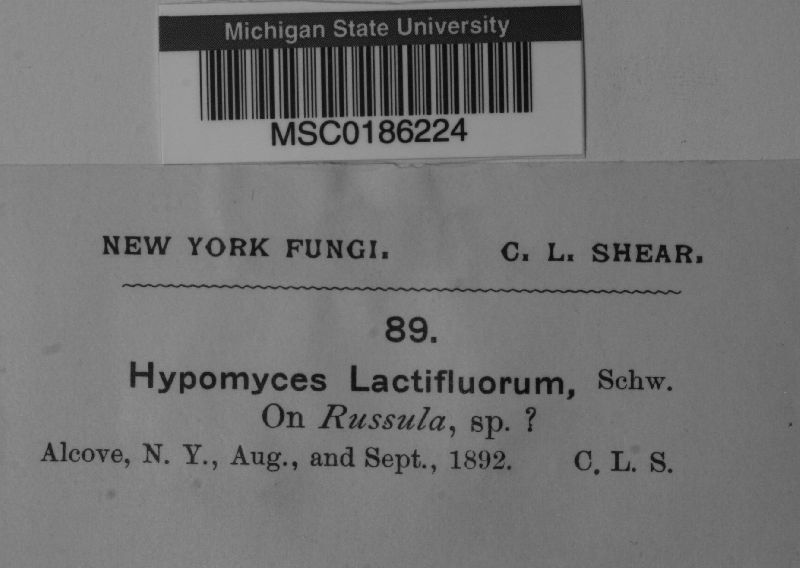 Michigan State University
MSC0186224
NEW YORK FUNGI. C. L. SHEAR.
89.
Hypomyces Lactifluorum, Schw.
On Russula, sp. ?
Alcove, N. Y., Aug., and Sept., 1892. C. L. S.